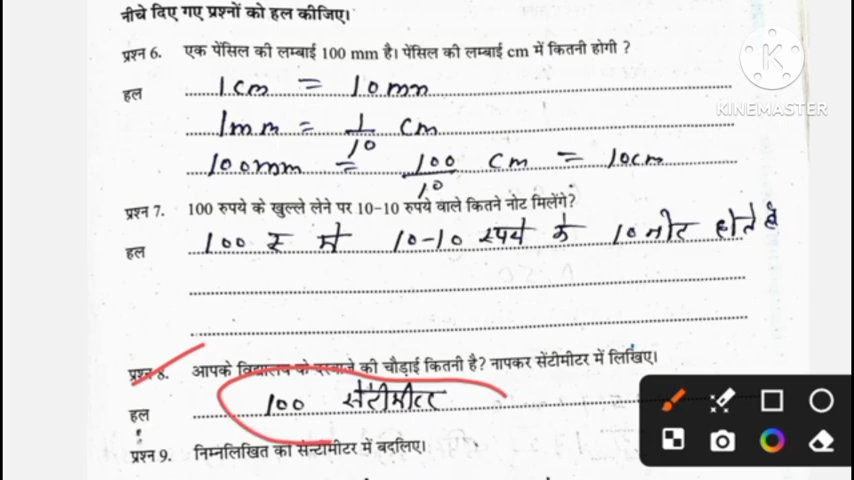 नीचे दिए गए प्रश्नों को हल कीजिए।
प्रश्न 6. एक पेंसिल की लम्बाई 100 mm है। पेंसिल की लम्बाई cm में कितनी होगी ?
हल 1cm = 10mm
1mm = 1/10 cm
100mm = 100/10 cm = 10cm
प्रश्न 7. 100 रुपये के खुल्ले लेने पर 10-10 रुपये वाले कितने नोट मिलेंगे?
हल 100 रु मे 10-10 रुपये के 10 नोट होते है
प्रश्न 8. आपके विद्यालय के दरवाजे की चौड़ाई कितनी है? नापकर सेंटीमीटर में लिखिए।
हल 100 सेंटीमीटर
प्रश्न 9. निम्नलिखित को सेन्टीमीटर में बदलिए।
KINEMASTER